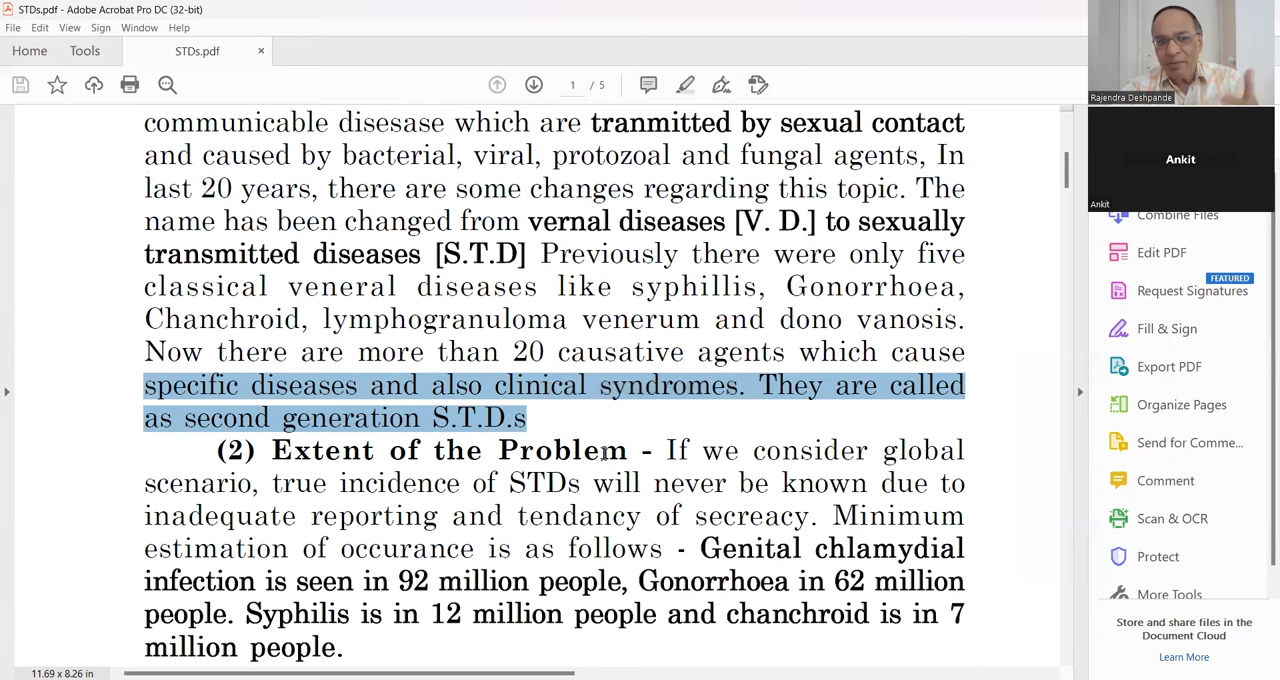 STDs.pdf - Adobe Acrobat Pro DC (32-bit)
File Edit View Sign Window Help
Home Tools STDs.pdf ×
1 / 5
communicable disesase which are tranmitted by sexual contact
and caused by bacterial, viral, protozoal and fungal agents, In
last 20 years, there are some changes regarding this topic. The
name has been changed from vernal diseases [V. D.] to sexually
transmitted diseases [S.T.D] Previously there were only five
classical veneral diseases like syphillis, Gonorrhoea,
Chanchroid, lymphogranuloma venerum and dono vanosis.
Now there are more than 20 causative agents which cause
specific diseases and also clinical syndromes. They are called
as second generation S.T.D.s
(2) Extent of the Problem - If we consider global
scenario, true incidence of STDs will never be known due to
inadequate reporting and tendancy of secreacy. Minimum
estimation of occurance is as follows - Genital chlamydial
infection is seen in 92 million people, Gonorrhoea in 62 million
people. Syphilis is in 12 million people and chanchroid is in 7
million people.
11.69 x 8.26 in
Rajendra Deshpande
Ankit
Ankit
Combine Files
Edit PDF
FEATURED
Request Signatures
Fill & Sign
Export PDF
Organize Pages
Send for Comme...
Comment
Scan & OCR
Protect
More Tools
Store and share files in the
Document Cloud
Learn More